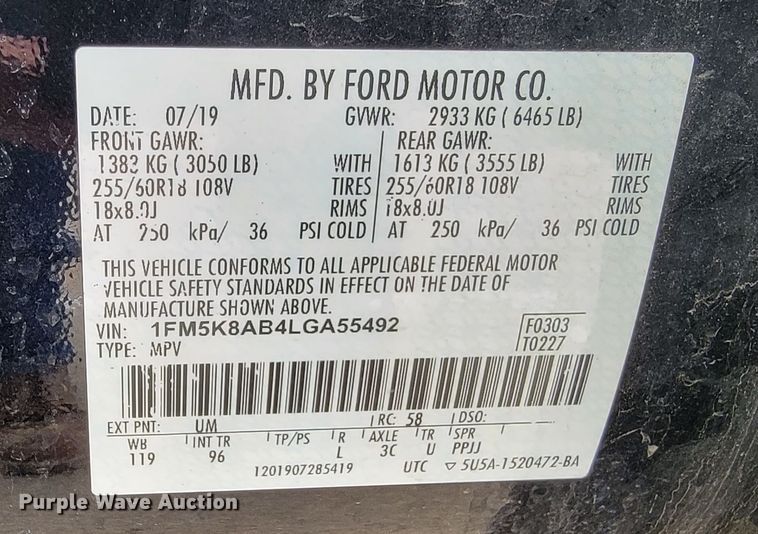 MFD. BY FORD MOTOR CO.
DATE: 07/19 GVWR: 2933 KG ( 6465 LB)
FRONT GAWR: REAR GAWR:
1383 KG ( 3050 LB) WITH 1613 KG ( 3555 LB) WITH
255/60R18 108V TIRES 255/60R18 108V TIRES
18x8.0J RIMS 18x8.0J RIMS
AT 250 kPa/ 36 PSI COLD AT 250 kPa/ 36 PSI COLD
THIS VEHICLE CONFORMS TO ALL APPLICABLE FEDERAL MOTOR
VEHICLE SAFETY STANDARDS IN EFFECT ON THE DATE OF
MANUFACTURE SHOWN ABOVE.
VIN: 1FM5K8AB4LGA55492 F0303
TYPE: MPV T0227
EXT PNT: UM RC: 58 DSO:
WB INT TR TP/PS R AXLE TR SPR
119 96 L 3C U PPJJ
1201907285419 UTC ▽ 5U5A-1520472-BA
Purple Wave Auction